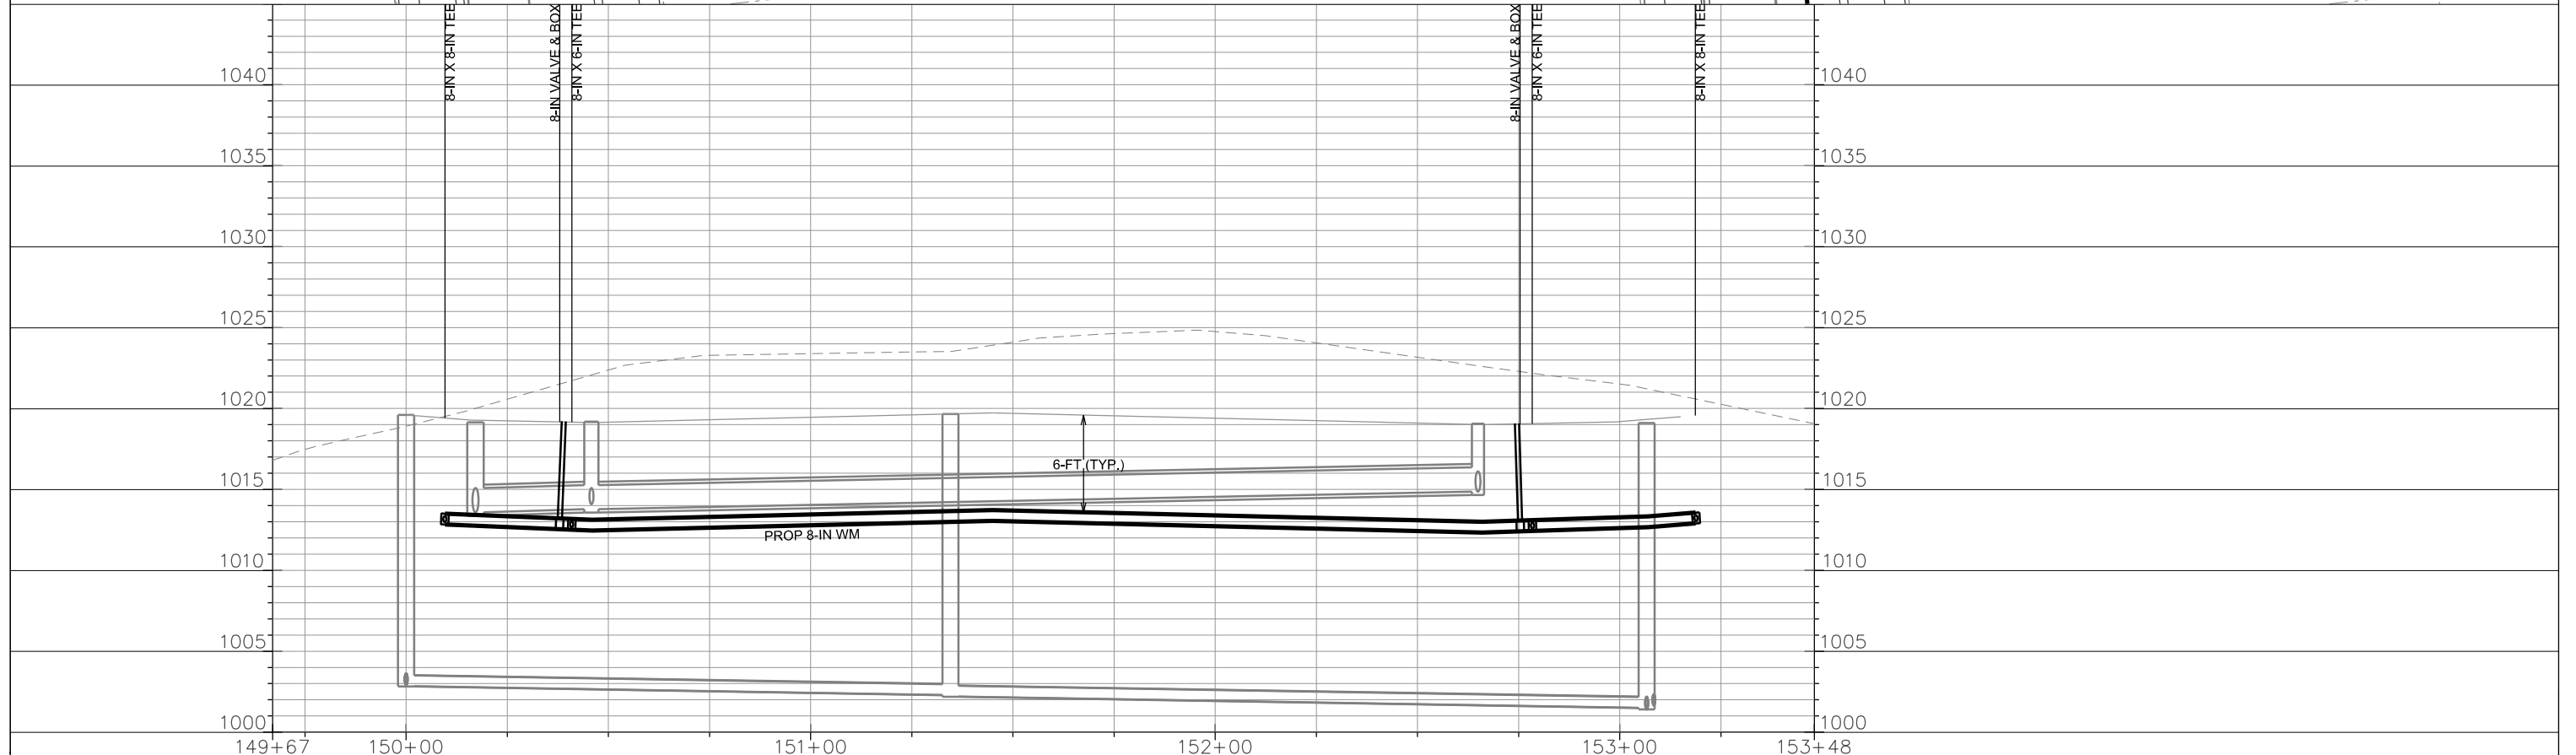 8-IN X 8-IN TEE
8-IN VALVE & BOX
8-IN X 6-IN TEE
8-IN VALVE & BOX
8-IN X 6-IN TEE
8-IN X 8-IN TEE
1040 1040
1035 1035
1030 1030
1025 1025
1020 1020
6-FT (TYP.)
1015 1015
PROP 8-IN WM
1010 1010
1005 1005
1000 1000
149+67 150+00 151+00 152+00 153+00 153+48